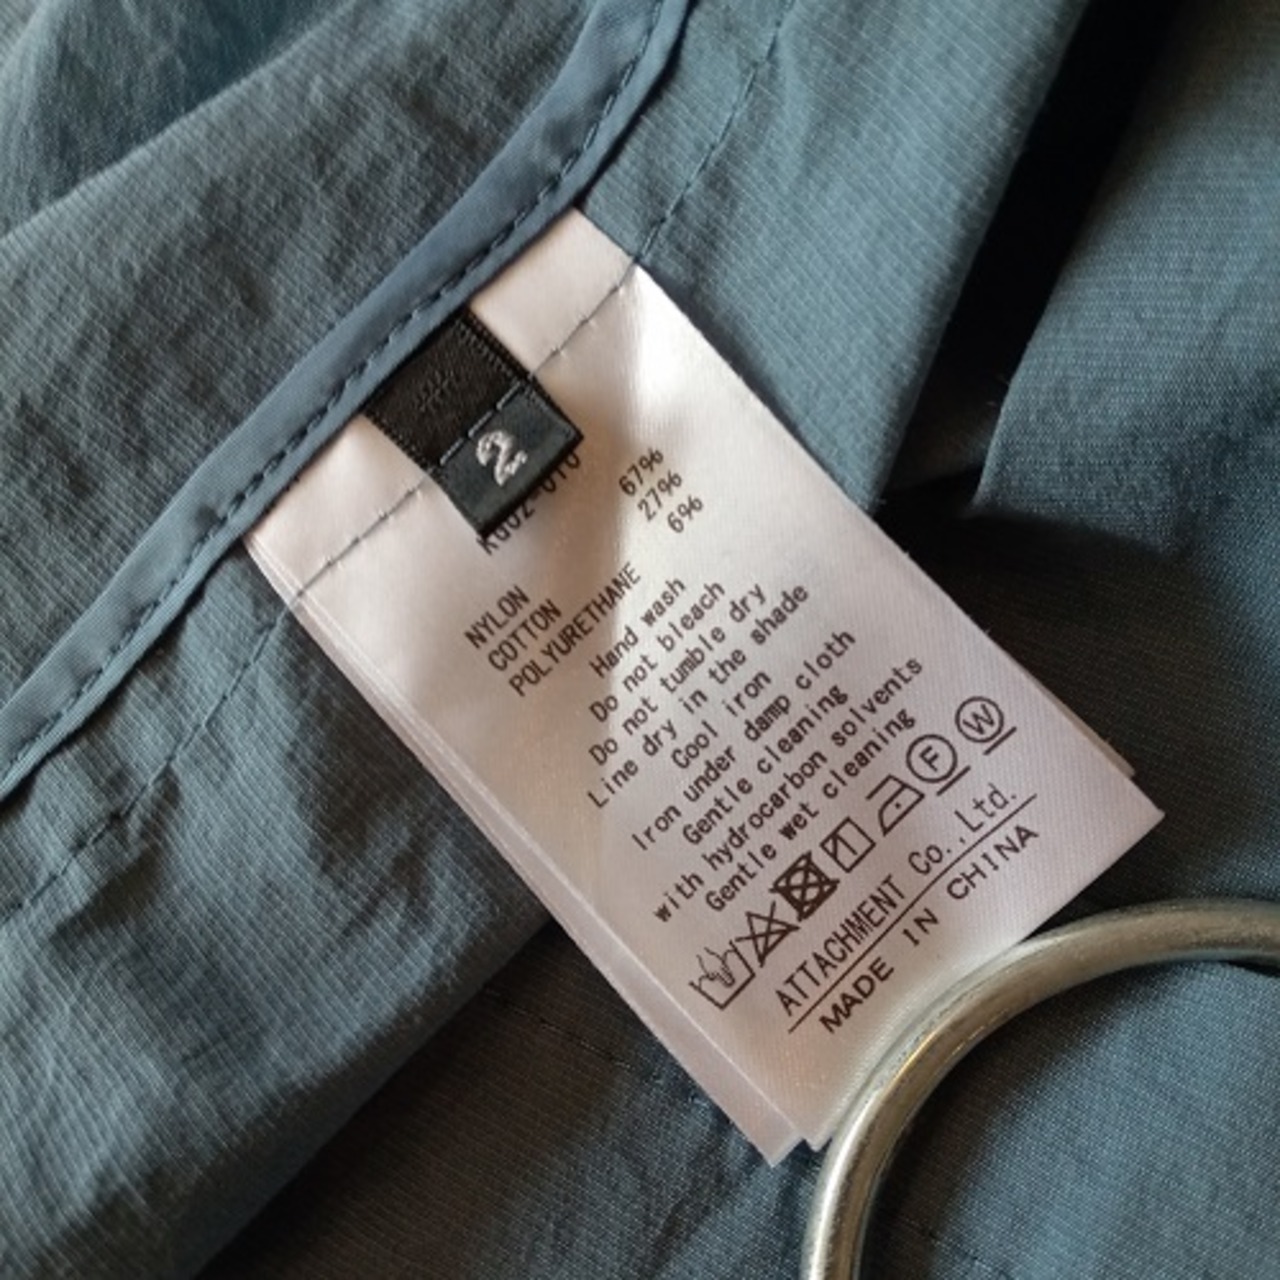 2
NYLON 67%
COTTON 27%
POLYURETHANE 6%
Hand wash
Do not bleach
Do not tumble dry
Line dry in the shade
Cool iron
Iron under damp cloth
Gentle cleaning
with hydrocarbon solvents
Gentle wet cleaning
F W
ATTACHMENT Co.,Ltd.
MADE IN CHINA